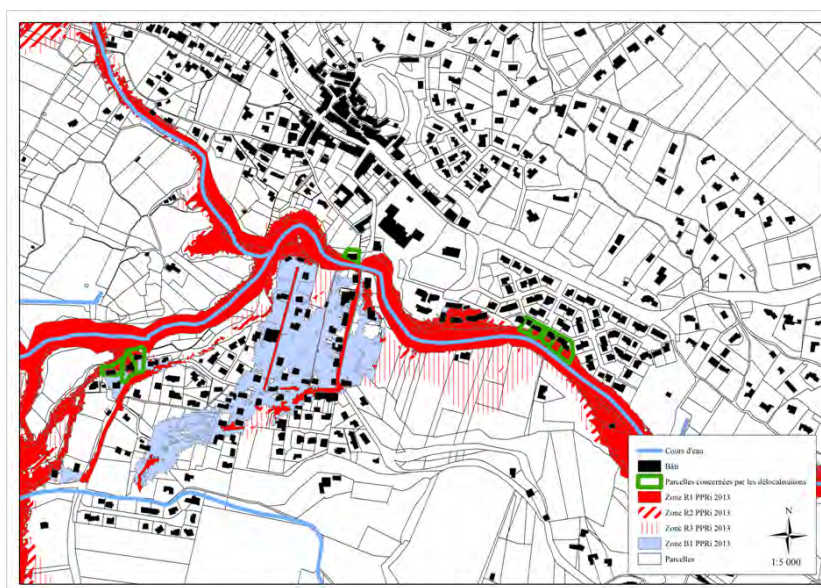 Cours d'eau
Bâti
Parcelles concernées par les délocalisations
Zone R1 PPRi 2013
Zone R2 PPRi 2013
Zone R3 PPRi 2013
Zone B1 PPRi 2013
Parcelles
N
1:5 000